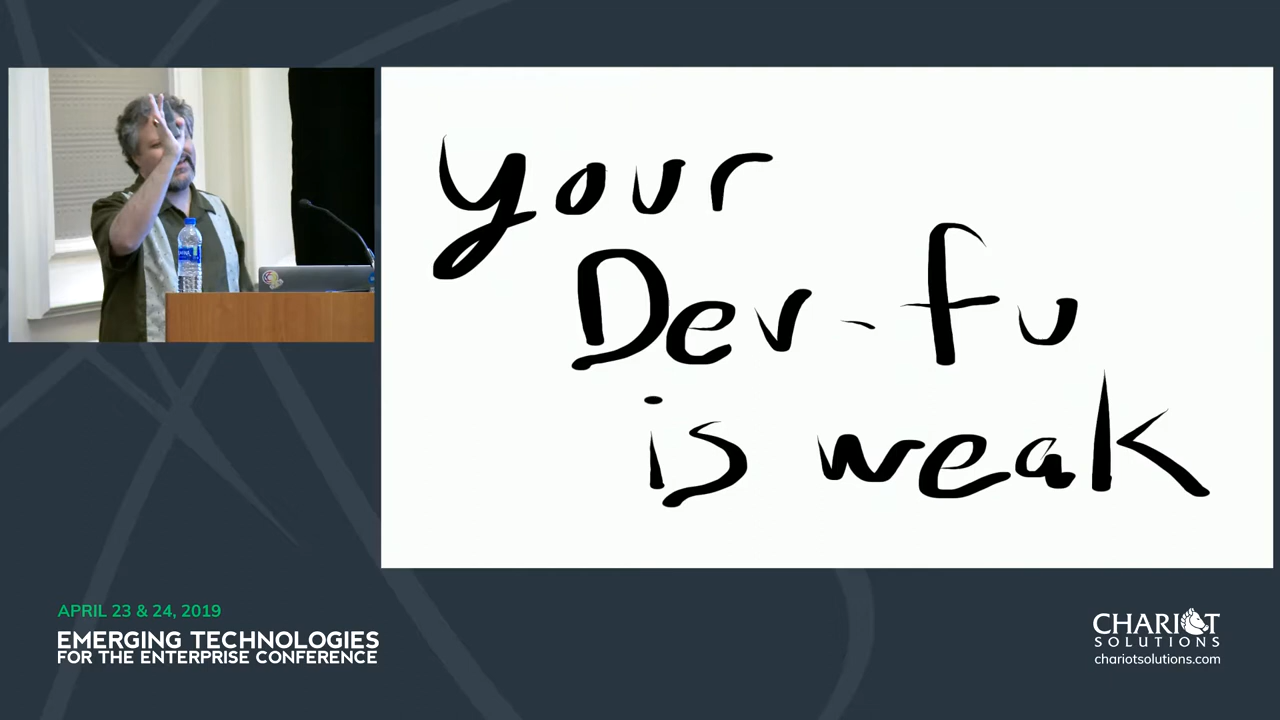 your
Dev-fu
is weak
APRIL 23 & 24, 2019
EMERGING TECHNOLOGIES
FOR THE ENTERPRISE CONFERENCE
CHARIOT
SOLUTIONS
chariotsolutions.com